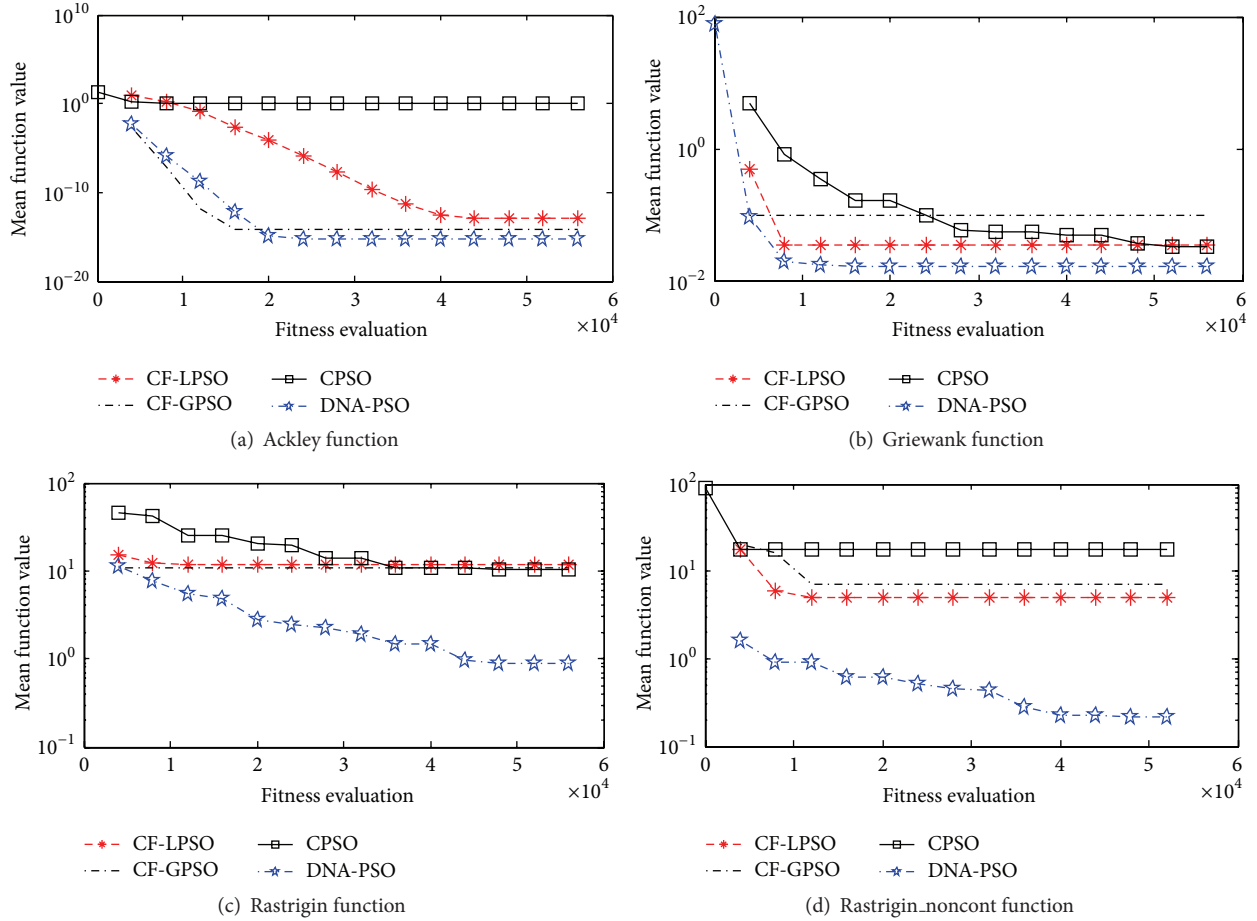 10^10
10^0
10^-10
10^-20
Mean function value
0 1 2 3 4 5 6
×10^4
Fitness evaluation
CF-LPSO
CF-GPSO
CPSO
DNA-PSO
(a) Ackley function
10^2
10^0
10^-2
Mean function value
0 1 2 3 4 5 6
×10^4
Fitness evaluation
CF-LPSO
CF-GPSO
CPSO
DNA-PSO
(b) Griewank function
10^2
10^1
10^0
10^-1
Mean function value
0 1 2 3 4 5 6
×10^4
Fitness evaluation
CF-LPSO
CF-GPSO
CPSO
DNA-PSO
(c) Rastrigin function
10^2
10^1
10^0
10^-1
Mean function value
0 1 2 3 4 5 6
×10^4
Fitness evaluation
CF-LPSO
CF-GPSO
CPSO
DNA-PSO
(d) Rastrigin_noncont function